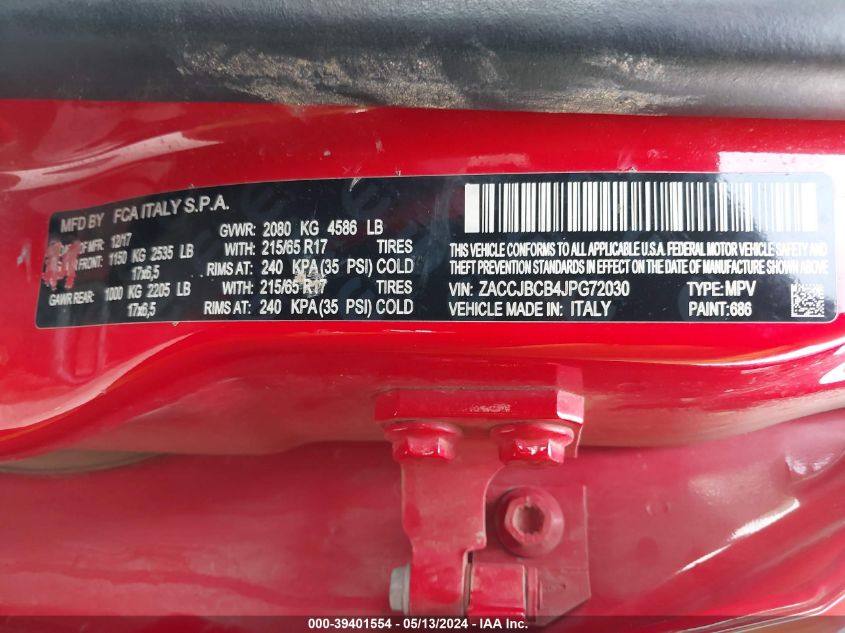 MFD BY FCA ITALY S.P.A.
OF MFR: 12/17 GVWR: 2080 KG 4586 LB
FRONT: 1150 KG 2535 LB WITH: 215/65 R17 TIRES
17x6,5 RIMS AT: 240 KPA(35 PSI) COLD
GAWR REAR: 1000 KG 2205 LB WITH: 215/65 R17 TIRES
17x6,5 RIMS AT: 240 KPA(35 PSI) COLD
THIS VEHICLE CONFORMS TO ALL APPLICABLE U.S.A. FEDERAL MOTOR VEHICLE SAFETY AND
THEFT PREVENTION STANDARDS IN EFFECT ON THE DATE OF MANUFACTURE SHOWN ABOVE.
VIN: ZACCJBCB4JPG72030 TYPE: MPV
VEHICLE MADE IN: ITALY PAINT: 686
000-39401554 - 05/13/2024 - IAA Inc.